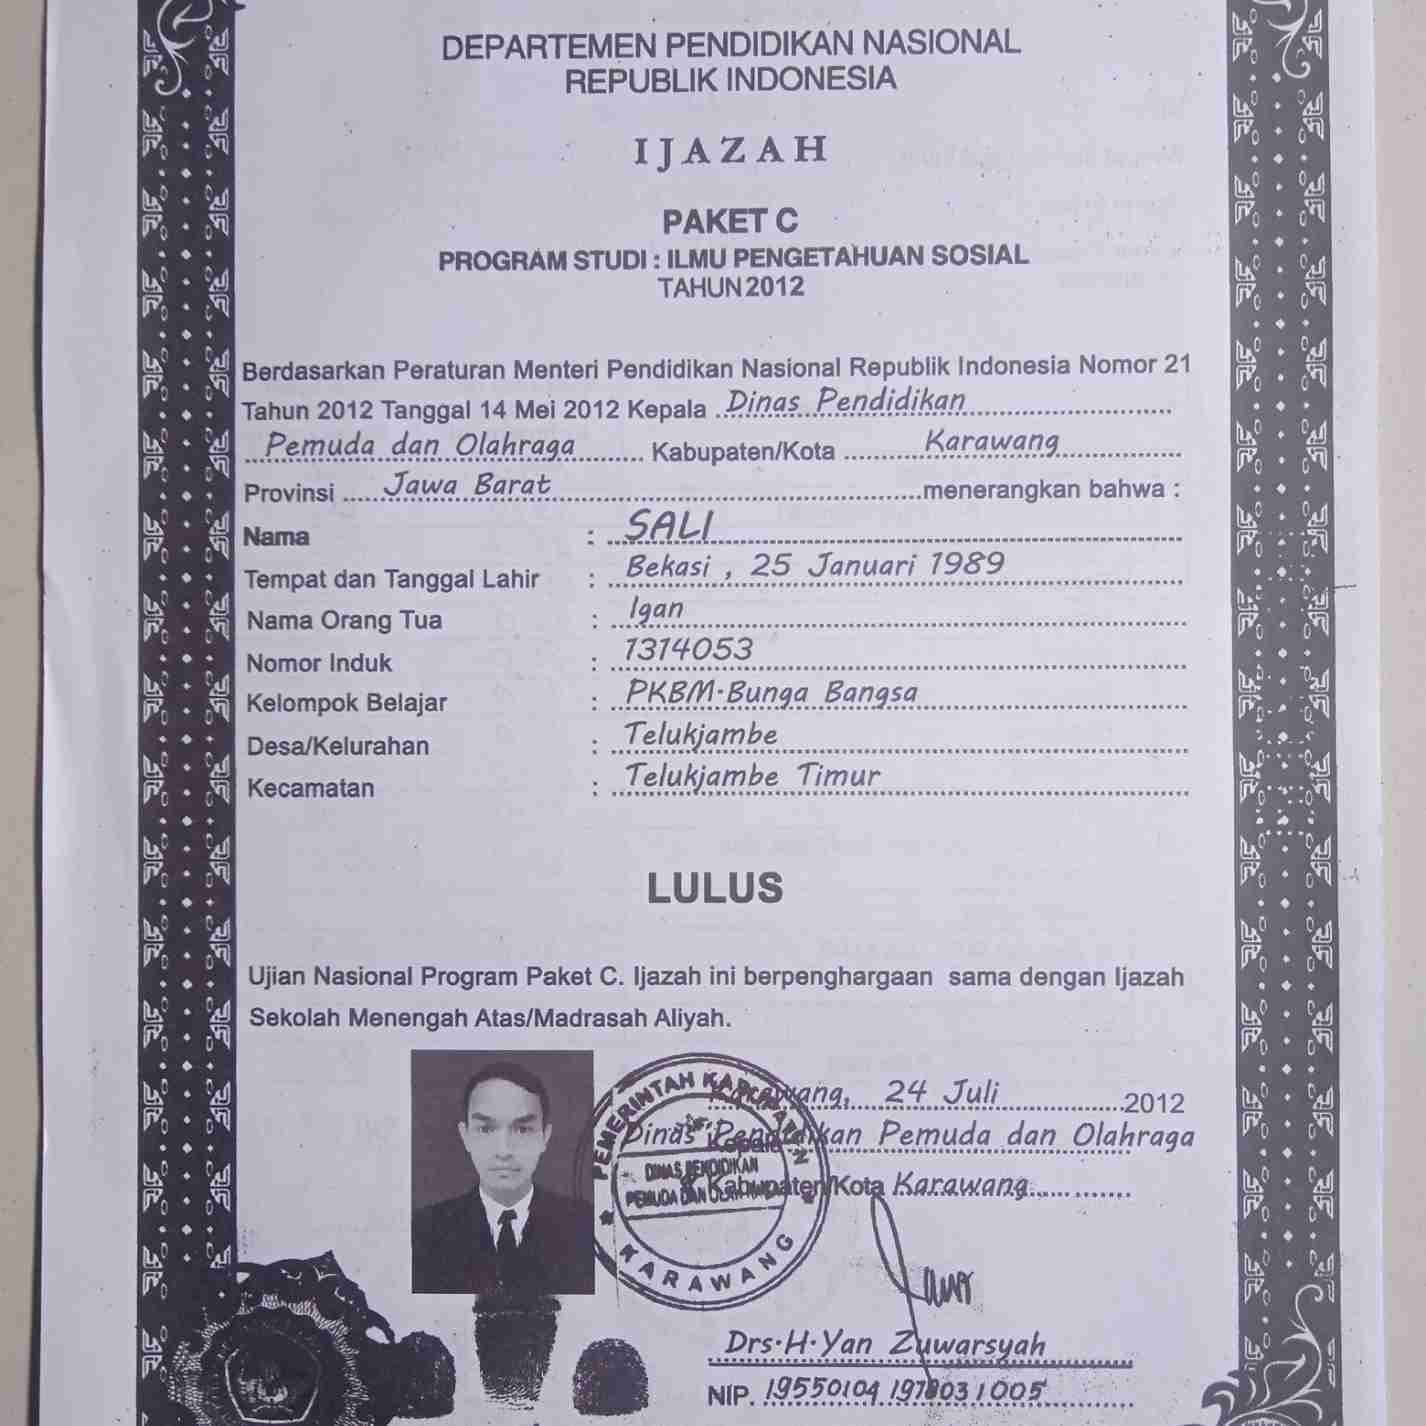 DEPARTEMEN PENDIDIKAN NASIONAL
REPUBLIK INDONESIA
IJAZAH
PAKET C
PROGRAM STUDI : ILMU PENGETAHUAN SOSIAL
TAHUN 2012
Berdasarkan Peraturan Menteri Pendidikan Nasional Republik Indonesia Nomor 21
Tahun 2012 Tanggal 14 Mei 2012 Kepala Dinas Pendidikan
Pemuda dan Olahraga Kabupaten/Kota Karawang
Provinsi Jawa Barat menerangkan bahwa :
Nama : SALI
Tempat dan Tanggal Lahir : Bekasi , 25 Januari 1989
Nama Orang Tua : Igan
Nomor Induk : 1314053
Kelompok Belajar : PKBM-Bunga Bangsa
Desa/Kelurahan : Telukjambe
Kecamatan : Telukjambe Timur
LULUS
Ujian Nasional Program Paket C. Ijazah ini berpenghargaan sama dengan Ijazah
Sekolah Menengah Atas/Madrasah Aliyah.
Karawang, 24 Juli 2012
Kepala
Dinas Pendidikan Pemuda dan Olahraga
Kabupaten/Kota Karawang
PEMERINTAH KARAWANG
DINAS PENDIDIKAN
PEMUDA DAN OLAHRAGA
KARAWANG
Drs.H.Yan Zuwarsyah
NIP. 19550104 197803 1 005